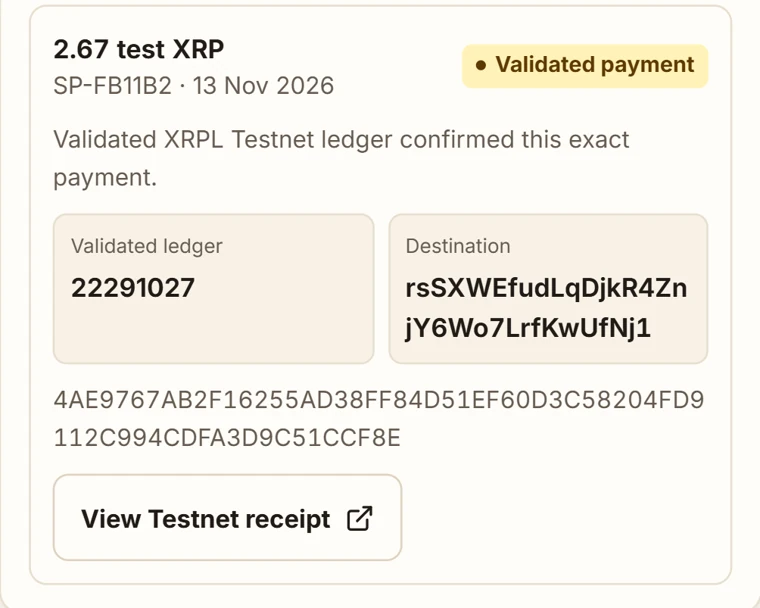 2.67 test XRP
SP-FB11B2 · 13 Nov 2026
Validated payment
Validated XRPL Testnet ledger confirmed this exact
payment.
Validated ledger
22291027
Destination
rsSXWEfudLqDjkR4Zn
jY6Wo7LrfKwUfNj1
4AE9767AB2F16255AD38FF84D51EF60D3C58204FD9
112C994CDFA3D9C51CCF8E
View Testnet receipt